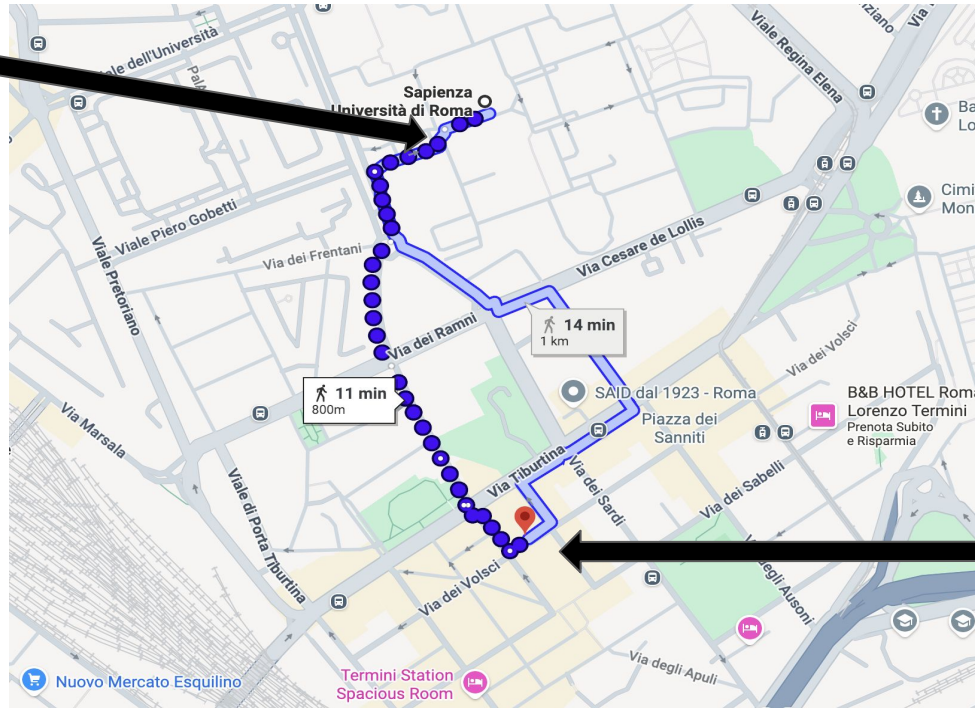 Viale dell'Università
Viale Regina Elena
Sapienza
Università di Roma
Cimi
Mon
Viale Piero Gobetti
Via dei Frentani
Via Cesare de Lollis
Viale Pretoriano
Via dei Ramni
14 min
1 km
Via dei Volsci
11 min
800m
SAID dal 1923 - Roma
B&B HOTEL Roma
Lorenzo Termini
Prenota Subito
e Risparmia
Piazza dei
Sanniti
Via Marsala
Via Tiburtina
Via dei Sardi
Via dei Sabelli
Viale di Porta Tiburtina
Via dei Volsci
Via degli Ausoni
Via degli Apuli
Nuovo Mercato Esquilino
Termini Station
Spacious Room